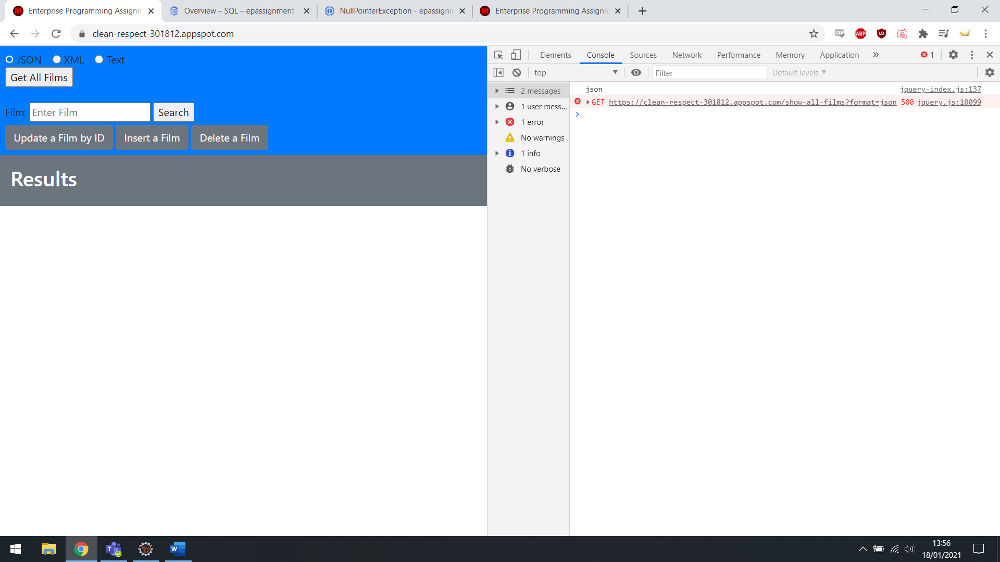 Enterprise Programming Assignm
Overview – SQL – epassignment
NullPointerException - epassignm
Enterprise Programming Assignm
clean-respect-301812.appspot.com
CSS
ABP
JSON XML Text
Get All Films
Film: Enter Film Search
Update a Film by ID Insert a Film Delete a Film
Results
Elements Console Sources Network Performance Memory Application » 1
top Filter Default levels
2 messages
1 user mess...
1 error
No warnings
1 info
No verbose
json jquery-index.js:137
GET https://clean-respect-301812.appspot.com/show-all-films?format=json 500 jquery.js:10099
13:56
18/01/2021